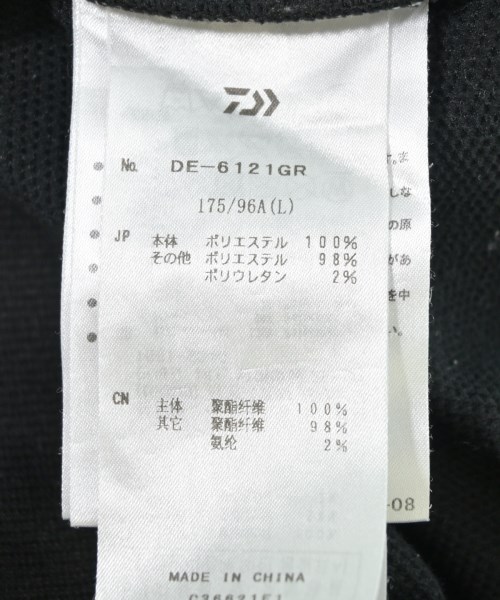 No. DE-6121GR
175/96A(L)
JP 本体 ポリエステル 100%
その他 ポリエステル 98%
ポリウレタン 2%
CN 主体 聚酯纤维 100%
其它 聚酯纤维 98%
氨纶 2%
-08
MADE IN CHINA